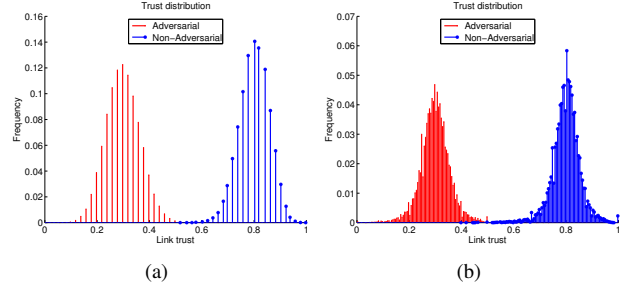 Trust distribution
0.16
0.14
0.12
0.1
0.08
0.06
0.04
0.02
0
Frequency
Adversarial
Non−Adversarial
0 0.2 0.4 0.6 0.8 1
Link trust
(a)
Trust distribution
0.07
0.06
0.05
0.04
0.03
0.02
0.01
0
Frequency
Adversarial
Non−Adversarial
0 0.2 0.4 0.6 0.8 1
Link trust
(b)